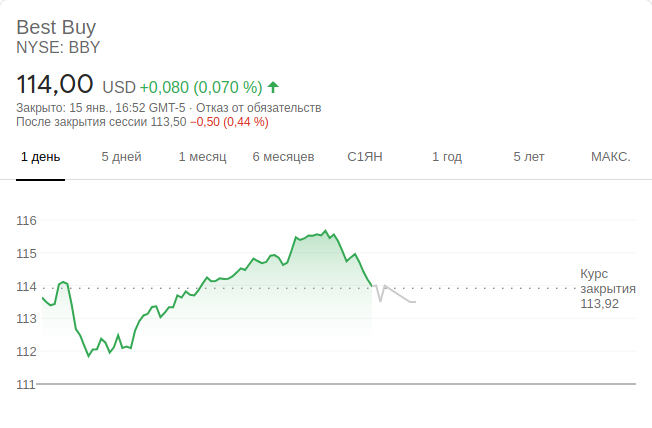 Best Buy
NYSE: BBY
114,00 USD +0,080 (0,070 %)
Закрыто: 15 янв., 16:52 GMT-5 · Отказ от обязательств
После закрытия сессии 113,50 −0,50 (0,44 %)
1 день 5 дней 1 месяц 6 месяцев С1ЯН 1 год 5 лет МАКС.
116
115
114
113
112
111
Курс
закрытия
113,92